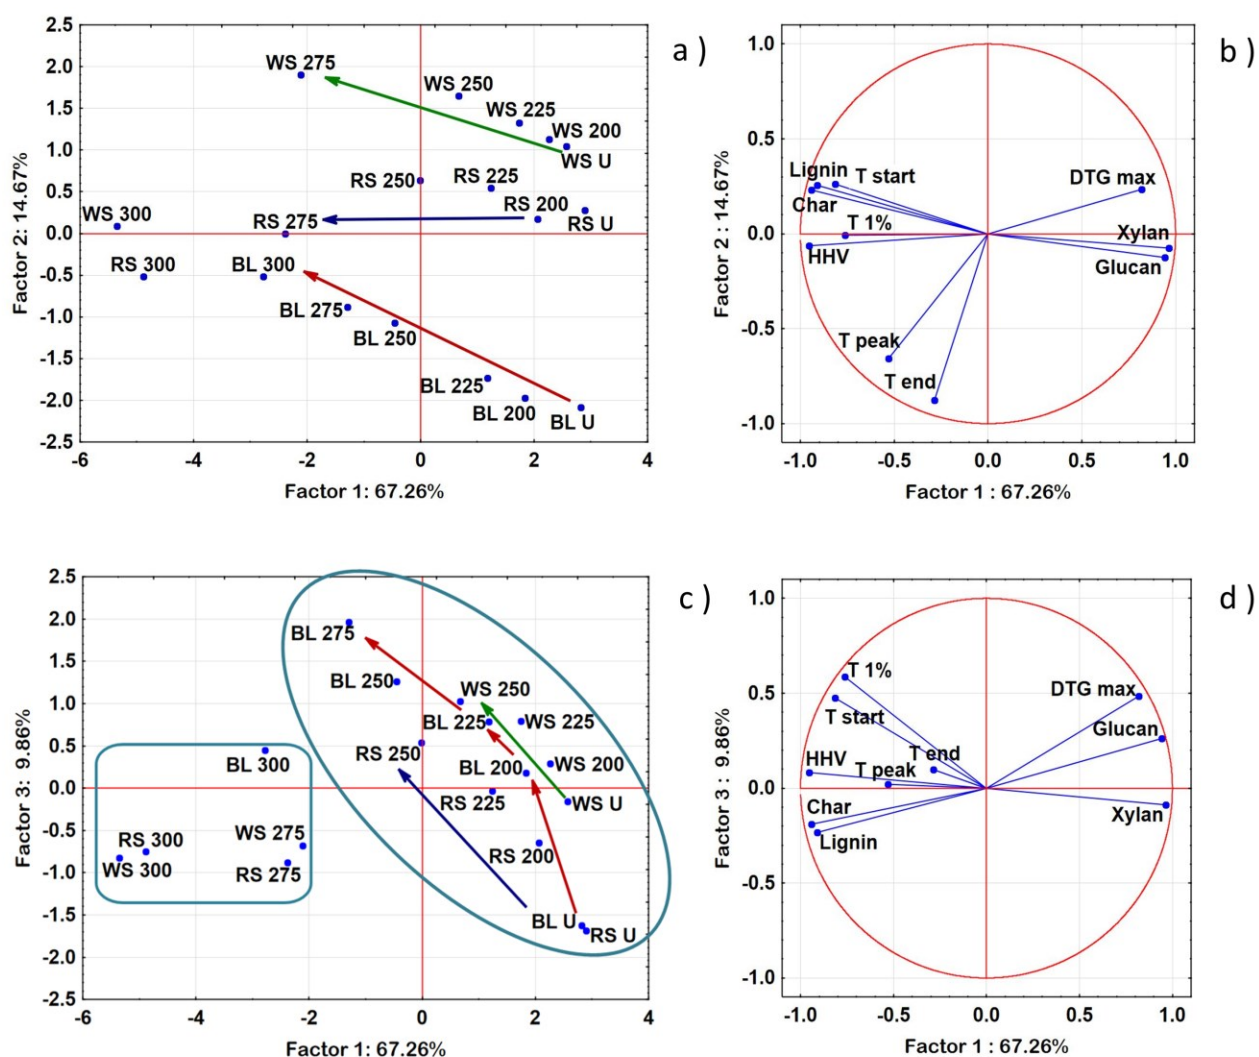 2.5
2.0
1.5
1.0
0.5
0.0
-0.5
-1.0
-1.5
-2.0
-2.5
Factor 2: 14.67%
WS 275
WS 250
WS 225
WS 200
WS U
RS 250
RS 225
RS 200
RS U
WS 300
RS 275
RS 300
BL 300
BL 275
BL 250
BL 225
BL 200
BL U
-6
-4
-2
0
2
4
Factor 1: 67.26%
a )
1.0
0.5
0.0
-0.5
-1.0
Factor 2 : 14.67%
Lignin
T start
Char
T 1%
HHV
DTG max
Xylan
Glucan
T peak
T end
-1.0
-0.5
0.0
0.5
1.0
Factor 1 : 67.26%
b )
2.5
2.0
1.5
1.0
0.5
0.0
-0.5
-1.0
-1.5
-2.0
-2.5
Factor 3: 9.86%
BL 275
BL 250
WS 250
BL 225
WS 225
RS 250
BL 200
WS 200
BL 300
RS 225
WS U
RS 300
WS 300
WS 275
RS 275
RS 200
BL U
RS U
-6
-4
-2
0
2
4
Factor 1: 67.26%
c )
1.0
0.5
0.0
-0.5
-1.0
Factor 3 : 9.86%
T 1%
T start
DTG max
Glucan
HHV
T end
T peak
Char
Lignin
Xylan
-1.0
-0.5
0.0
0.5
1.0
Factor 1 : 67.26%
d )